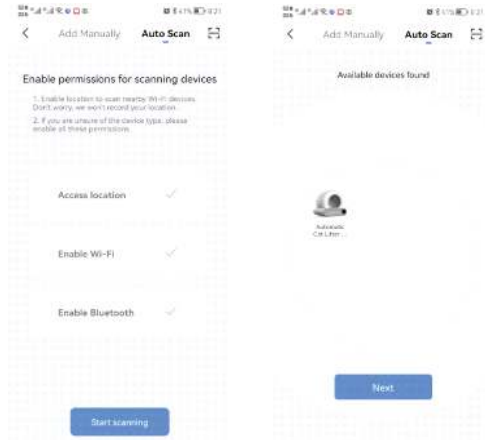 Add Manually
Auto Scan
Enable permissions for scanning devices
1. Enable location to scan nearby Wi-Fi devices.
Don't worry, we won't record your location.
2. If you are unsure of the device type, please
enable all these permissions.
Access location
Enable Wi-Fi
Enable Bluetooth
Start scanning
Add Manually
Auto Scan
Available devices found
Automatic
Cat Litter ...
Next